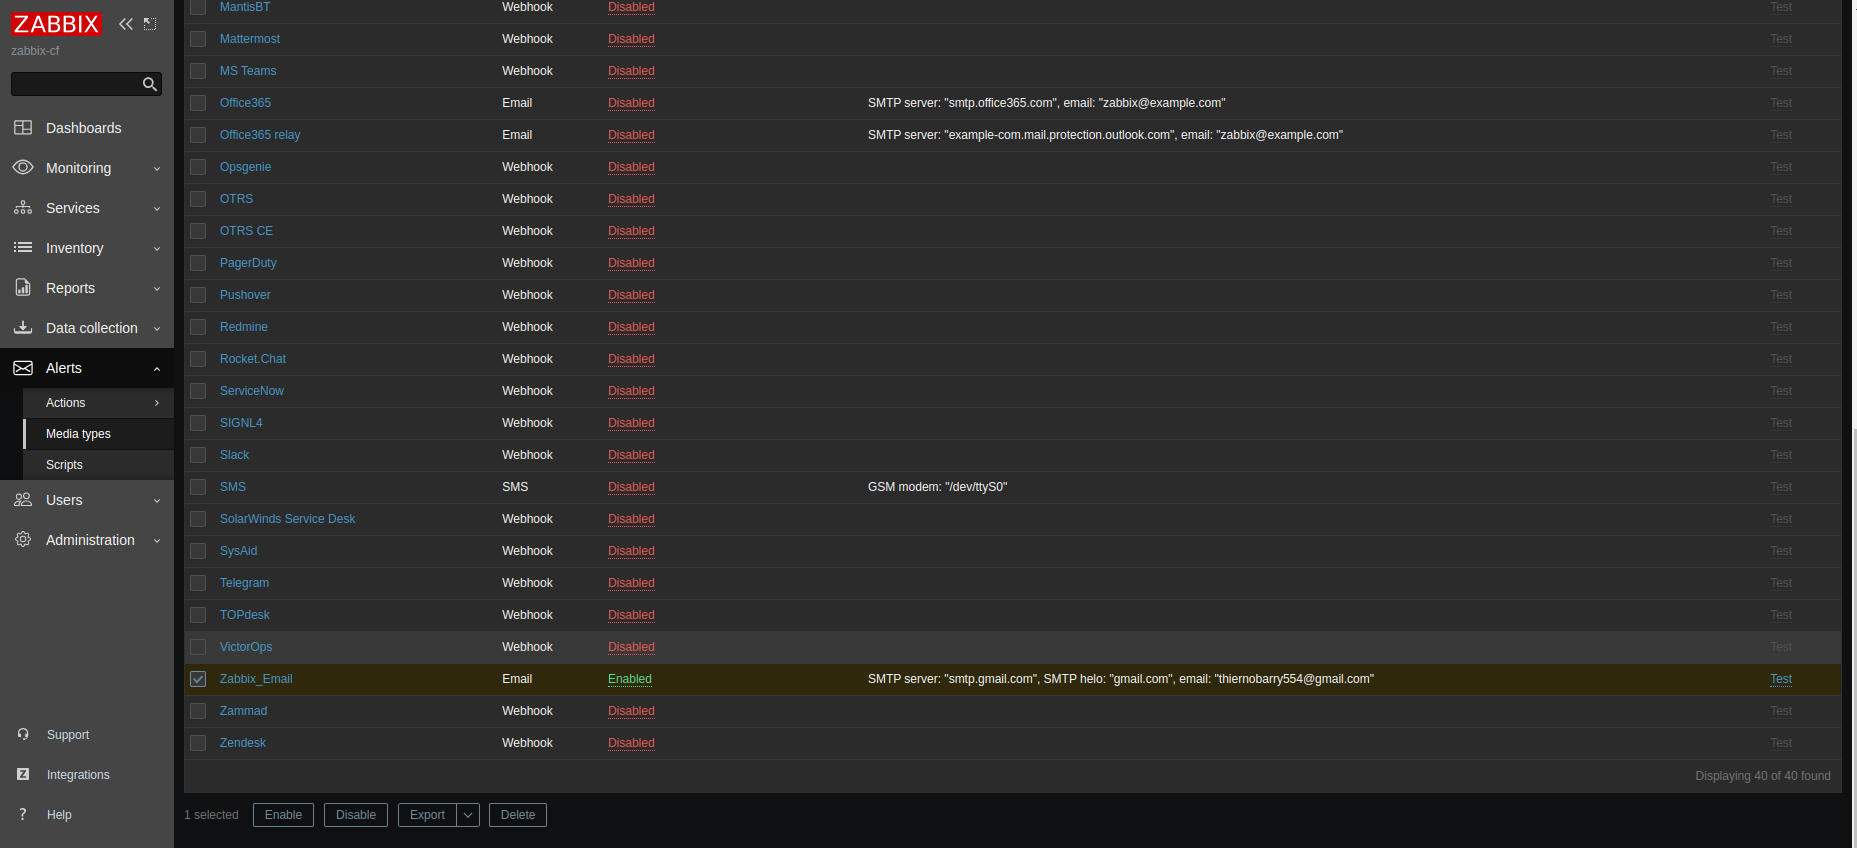 ZABBIX
zabbix-cf
Dashboards
Monitoring
Services
Inventory
Reports
Data collection
Alerts
Actions
Media types
Scripts
Users
Administration
Support
Integrations
Help
MantisBT Webhook Disabled Test
Mattermost Webhook Disabled Test
MS Teams Webhook Disabled Test
Office365 Email Disabled SMTP server: "smtp.office365.com", email: "zabbix@example.com" Test
Office365 relay Email Disabled SMTP server: "example-com.mail.protection.outlook.com", email: "zabbix@example.com" Test
Opsgenie Webhook Disabled Test
OTRS Webhook Disabled Test
OTRS CE Webhook Disabled Test
PagerDuty Webhook Disabled Test
Pushover Webhook Disabled Test
Redmine Webhook Disabled Test
Rocket.Chat Webhook Disabled Test
ServiceNow Webhook Disabled Test
SIGNL4 Webhook Disabled Test
Slack Webhook Disabled Test
SMS SMS Disabled GSM modem: "/dev/ttyS0" Test
SolarWinds Service Desk Webhook Disabled Test
SysAid Webhook Disabled Test
Telegram Webhook Disabled Test
TOPdesk Webhook Disabled Test
VictorOps Webhook Disabled Test
Zabbix_Email Email Enabled SMTP server: "smtp.gmail.com", SMTP helo: "gmail.com", email: "thiernobarry554@gmail.com" Test
Zammad Webhook Disabled Test
Zendesk Webhook Disabled Test
Displaying 40 of 40 found
1 selected Enable Disable Export Delete